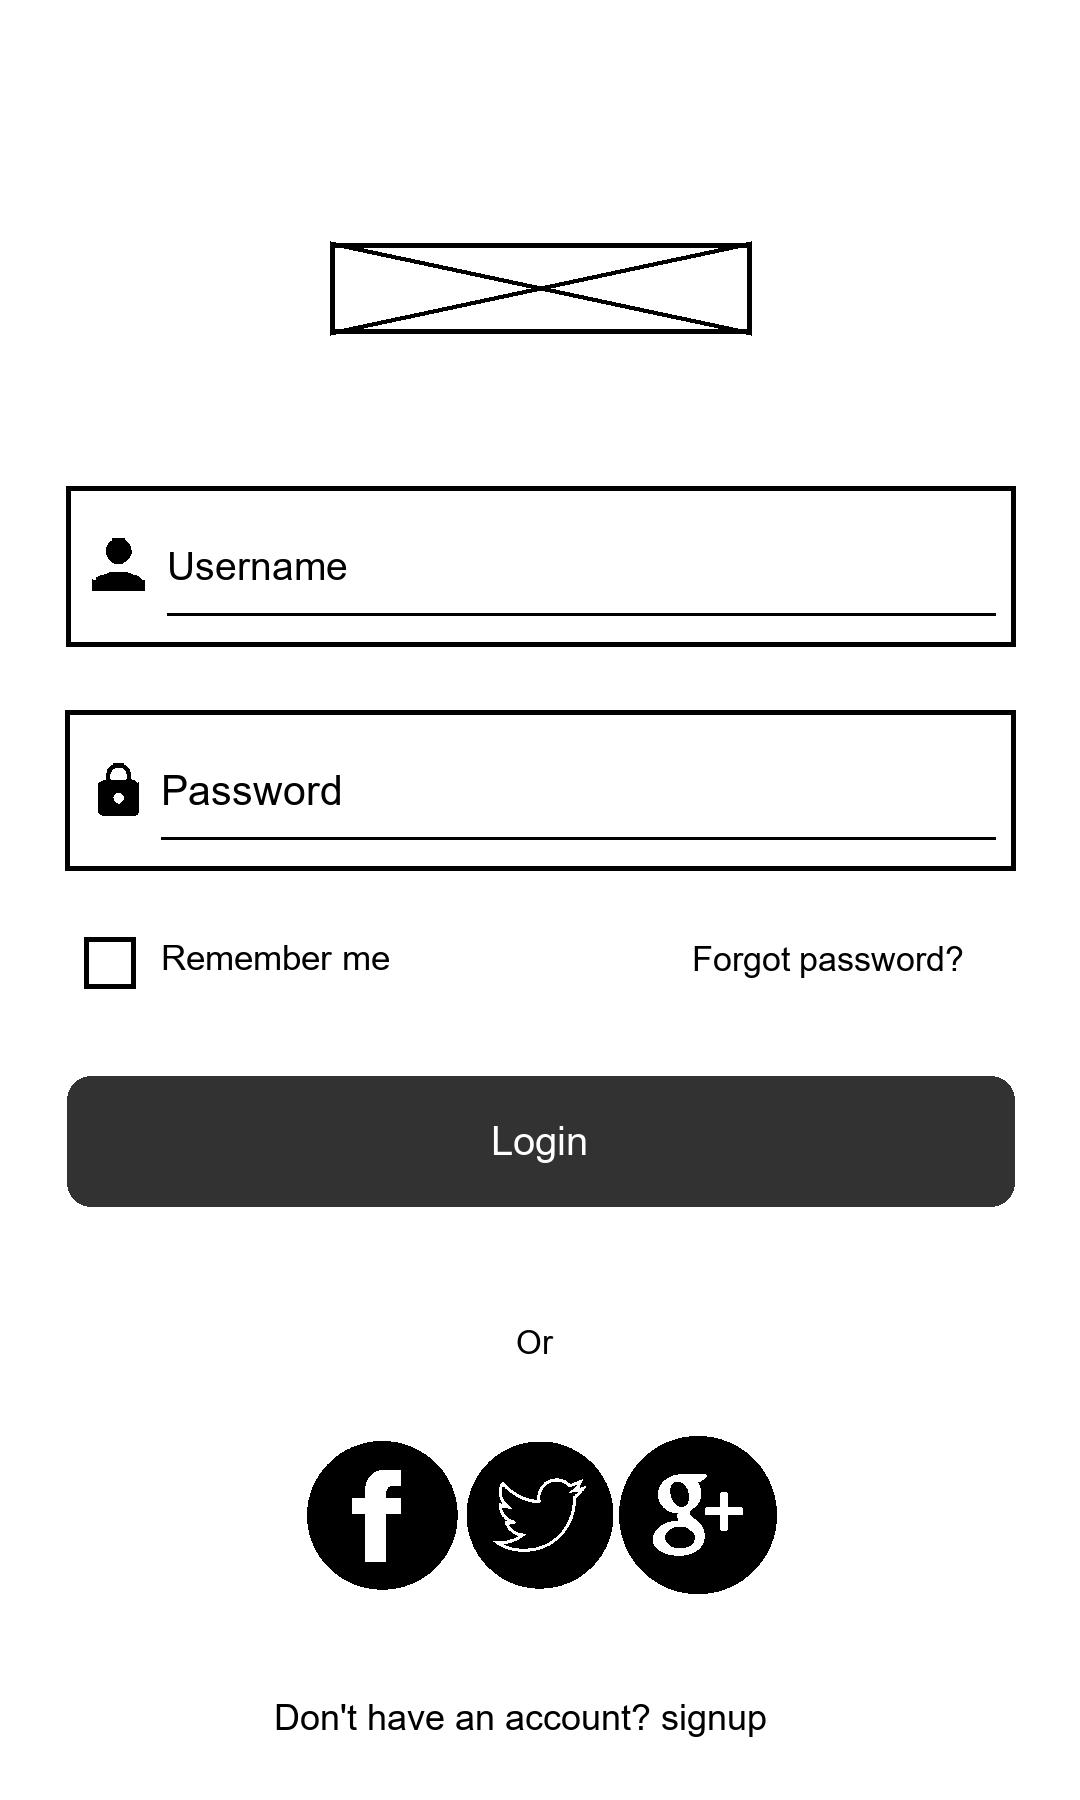 Username
Password
Remember me
Forgot password?
Login
Or
f
g+
Don't have an account? signup